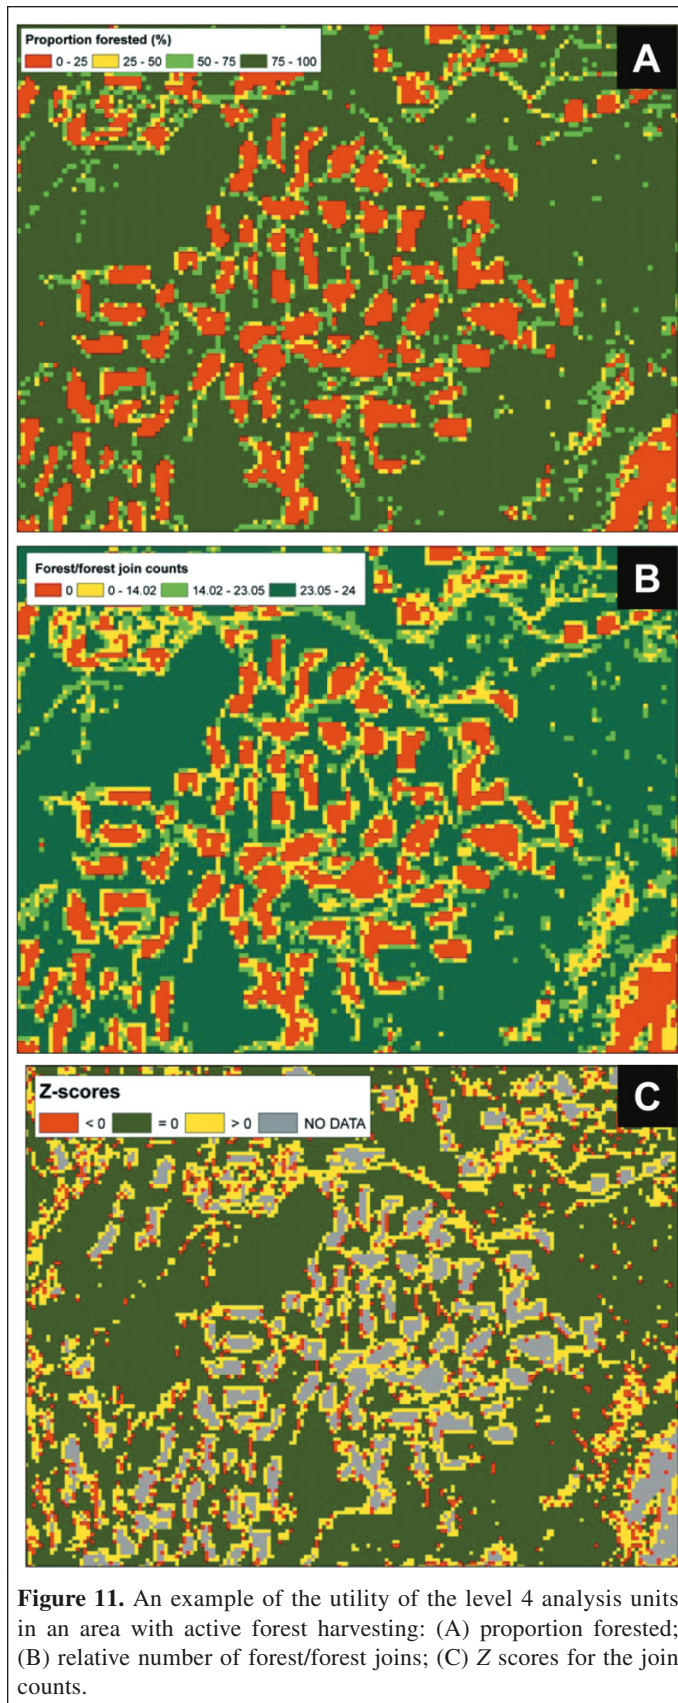 Proportion forested (%)
0 - 25 25 - 50 50 - 75 75 - 100
A
Forest/forest join counts
0 0 - 14.02 14.02 - 23.05 23.05 - 24
B
Z-scores
< 0 = 0 > 0 NO DATA
C
Figure 11. An example of the utility of the level 4 analysis units
in an area with active forest harvesting: (A) proportion forested;
(B) relative number of forest/forest joins; (C) Z scores for the join
counts.